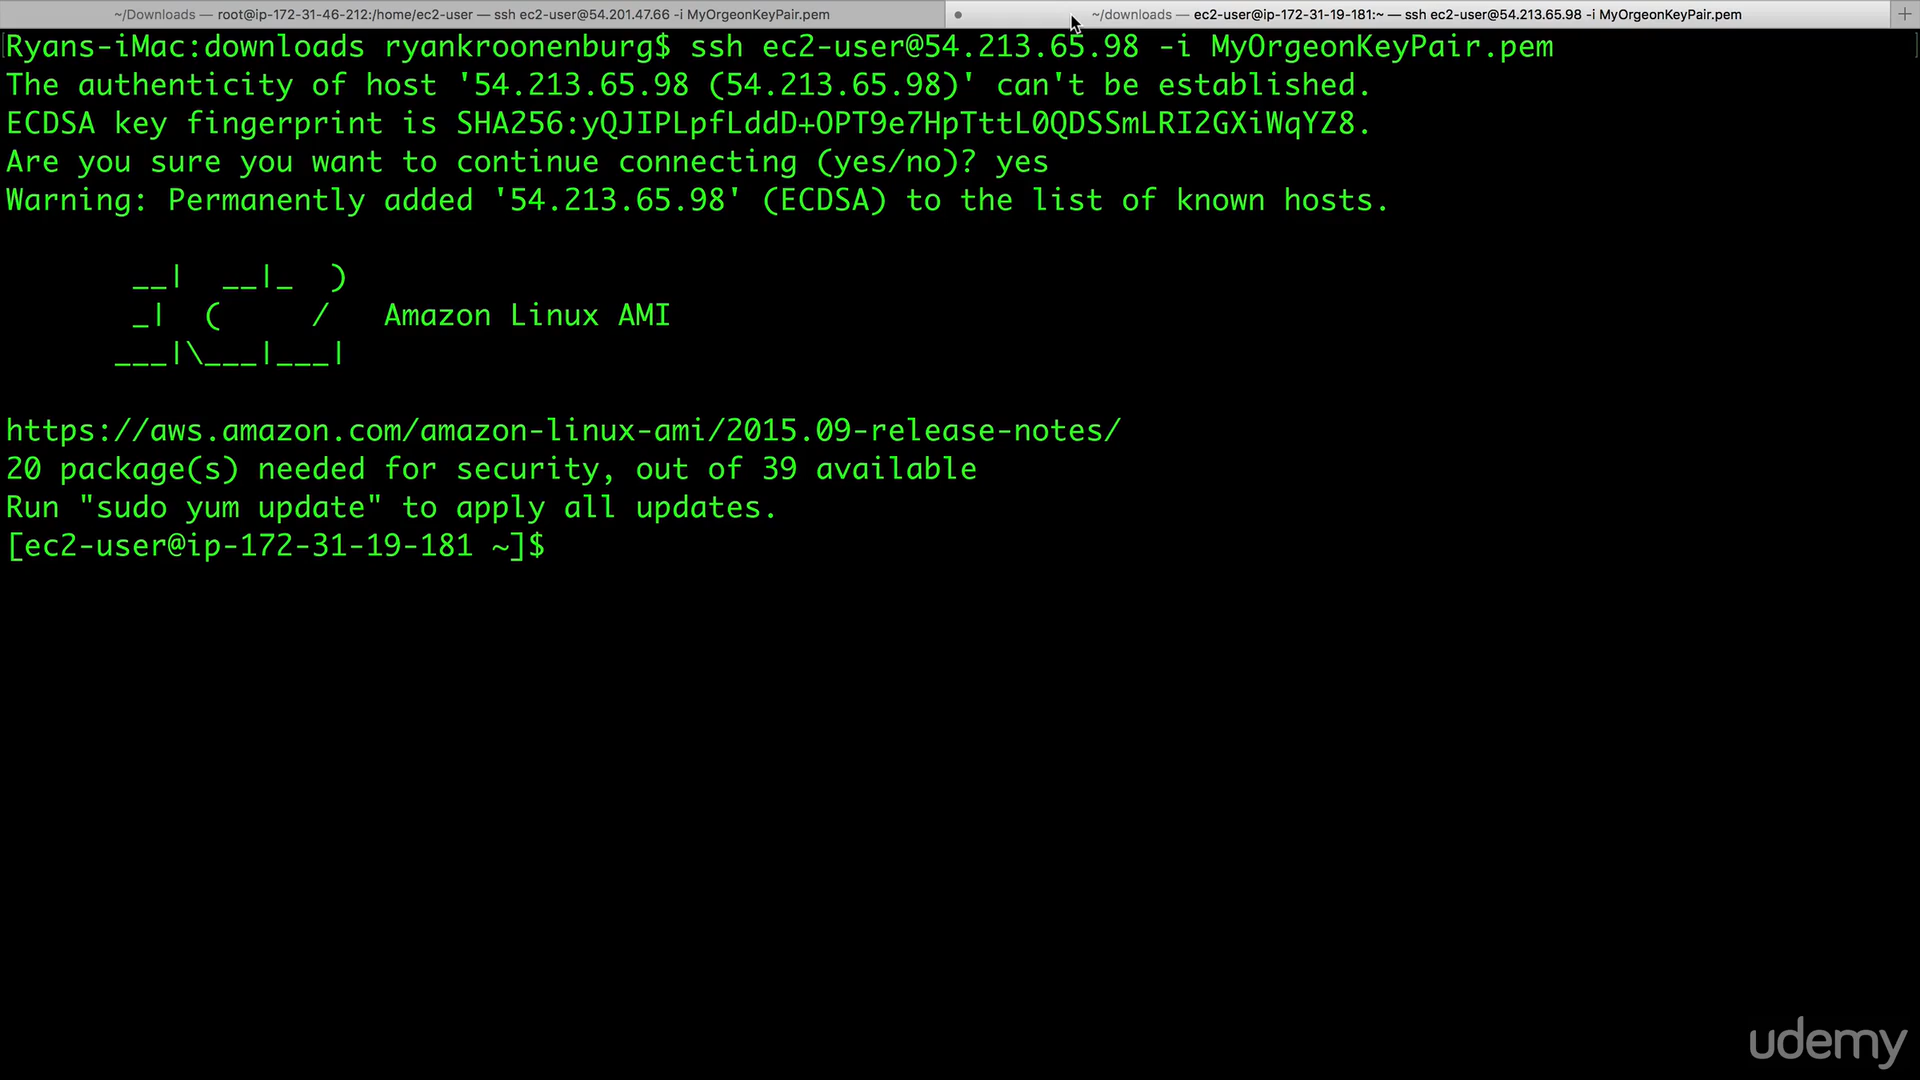 ~/Downloads — root@ip-172-31-46-212:/home/ec2-user — ssh ec2-user@54.201.47.66 -i MyOrgeonKeyPair.pem
~/downloads — ec2-user@ip-172-31-19-181:~ — ssh ec2-user@54.213.65.98 -i MyOrgeonKeyPair.pem
Ryans-iMac:downloads ryankroonenburg$ ssh ec2-user@54.213.65.98 -i MyOrgeonKeyPair.pem
The authenticity of host '54.213.65.98 (54.213.65.98)' can't be established.
ECDSA key fingerprint is SHA256:yQJIPLpfLddD+OPT9e7HpTttL0QDSSmLRI2GXiWqYZ8.
Are you sure you want to continue connecting (yes/no)? yes
Warning: Permanently added '54.213.65.98' (ECDSA) to the list of known hosts.
       __|  __|_  )
       _|  (     /   Amazon Linux AMI
      ___|\___|___|
https://aws.amazon.com/amazon-linux-ami/2015.09-release-notes/
20 package(s) needed for security, out of 39 available
Run "sudo yum update" to apply all updates.
[ec2-user@ip-172-31-19-181 ~]$
udemy